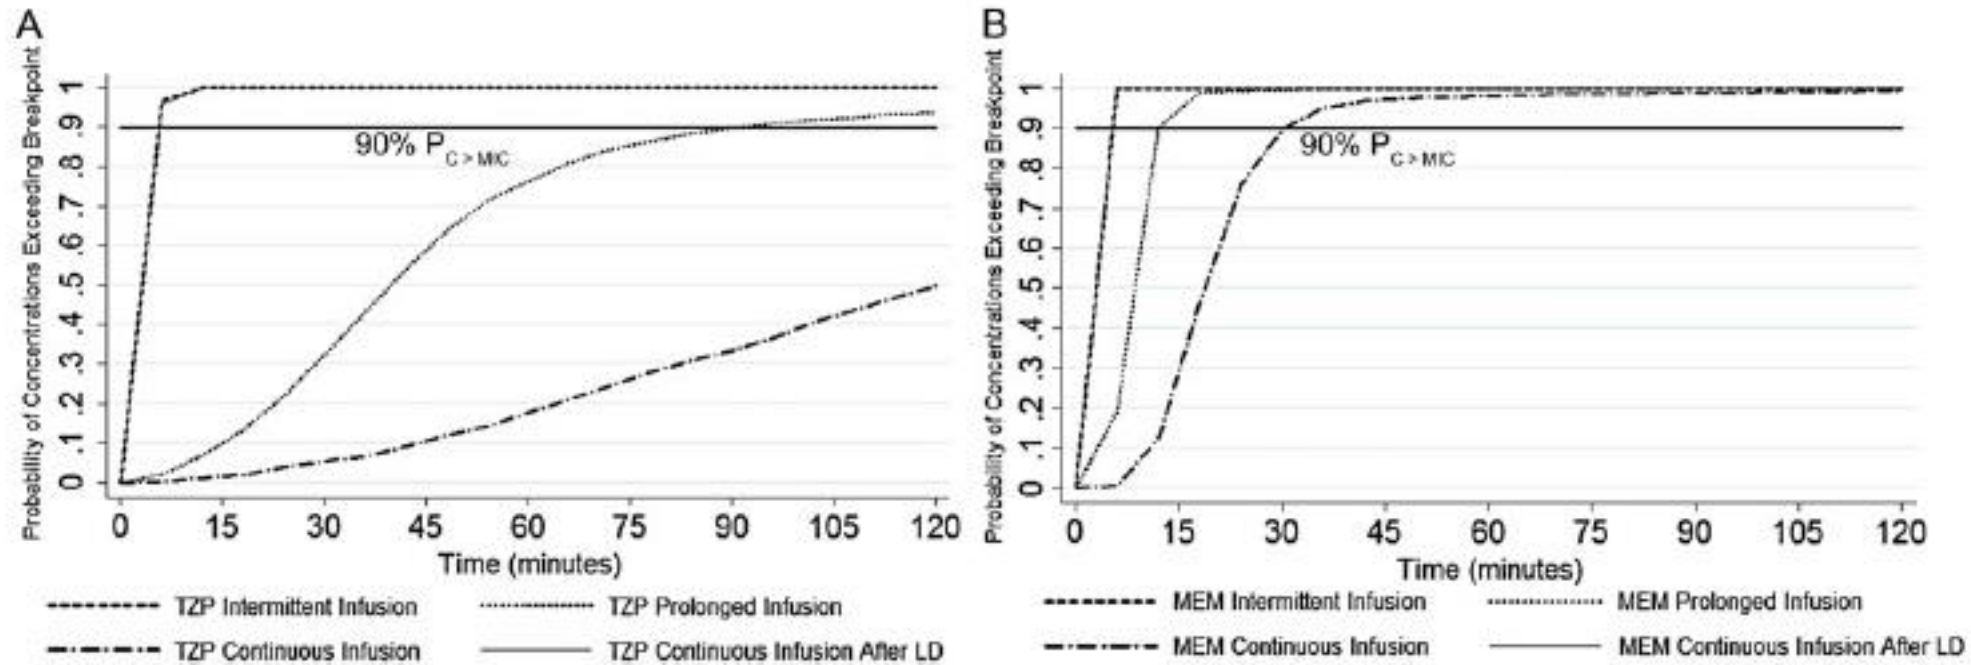 A
Probability of Concentrations Exceeding Breakpoint
1
.9
.8
.7
.6
.5
.4
.3
.2
.1
0
90% P C > MIC
0 15 30 45 60 75 90 105 120
Time (minutes)
TZP Intermittent Infusion
TZP Prolonged Infusion
TZP Continuous Infusion
TZP Continuous Infusion After LD
B
Probability of Concentrations Exceeding Breakpoint
1
.9
.8
.7
.6
.5
.4
.3
.2
.1
0
90% P C > MIC
0 15 30 45 60 75 90 105 120
Time (minutes)
MEM Intermittent Infusion
MEM Prolonged Infusion
MEM Continuous Infusion
MEM Continuous Infusion After LD